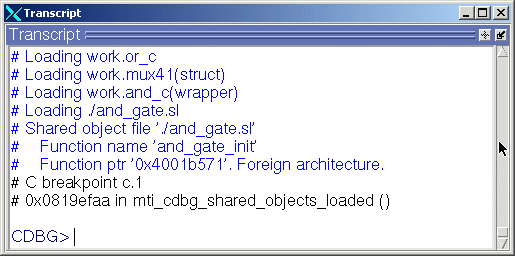 Transcript
Transcript
# Loading work.or_c
# Loading work.mux41(struct)
# Loading work.and_c(wrapper)
# Loading ./and_gate.sl
# Shared object file './and_gate.sl'
#    Function name 'and_gate_init'
#    Function ptr '0x4001b571'. Foreign architecture.
# C breakpoint c.1
# 0x0819efaa in mti_cdbg_shared_objects_loaded ()
CDBG>